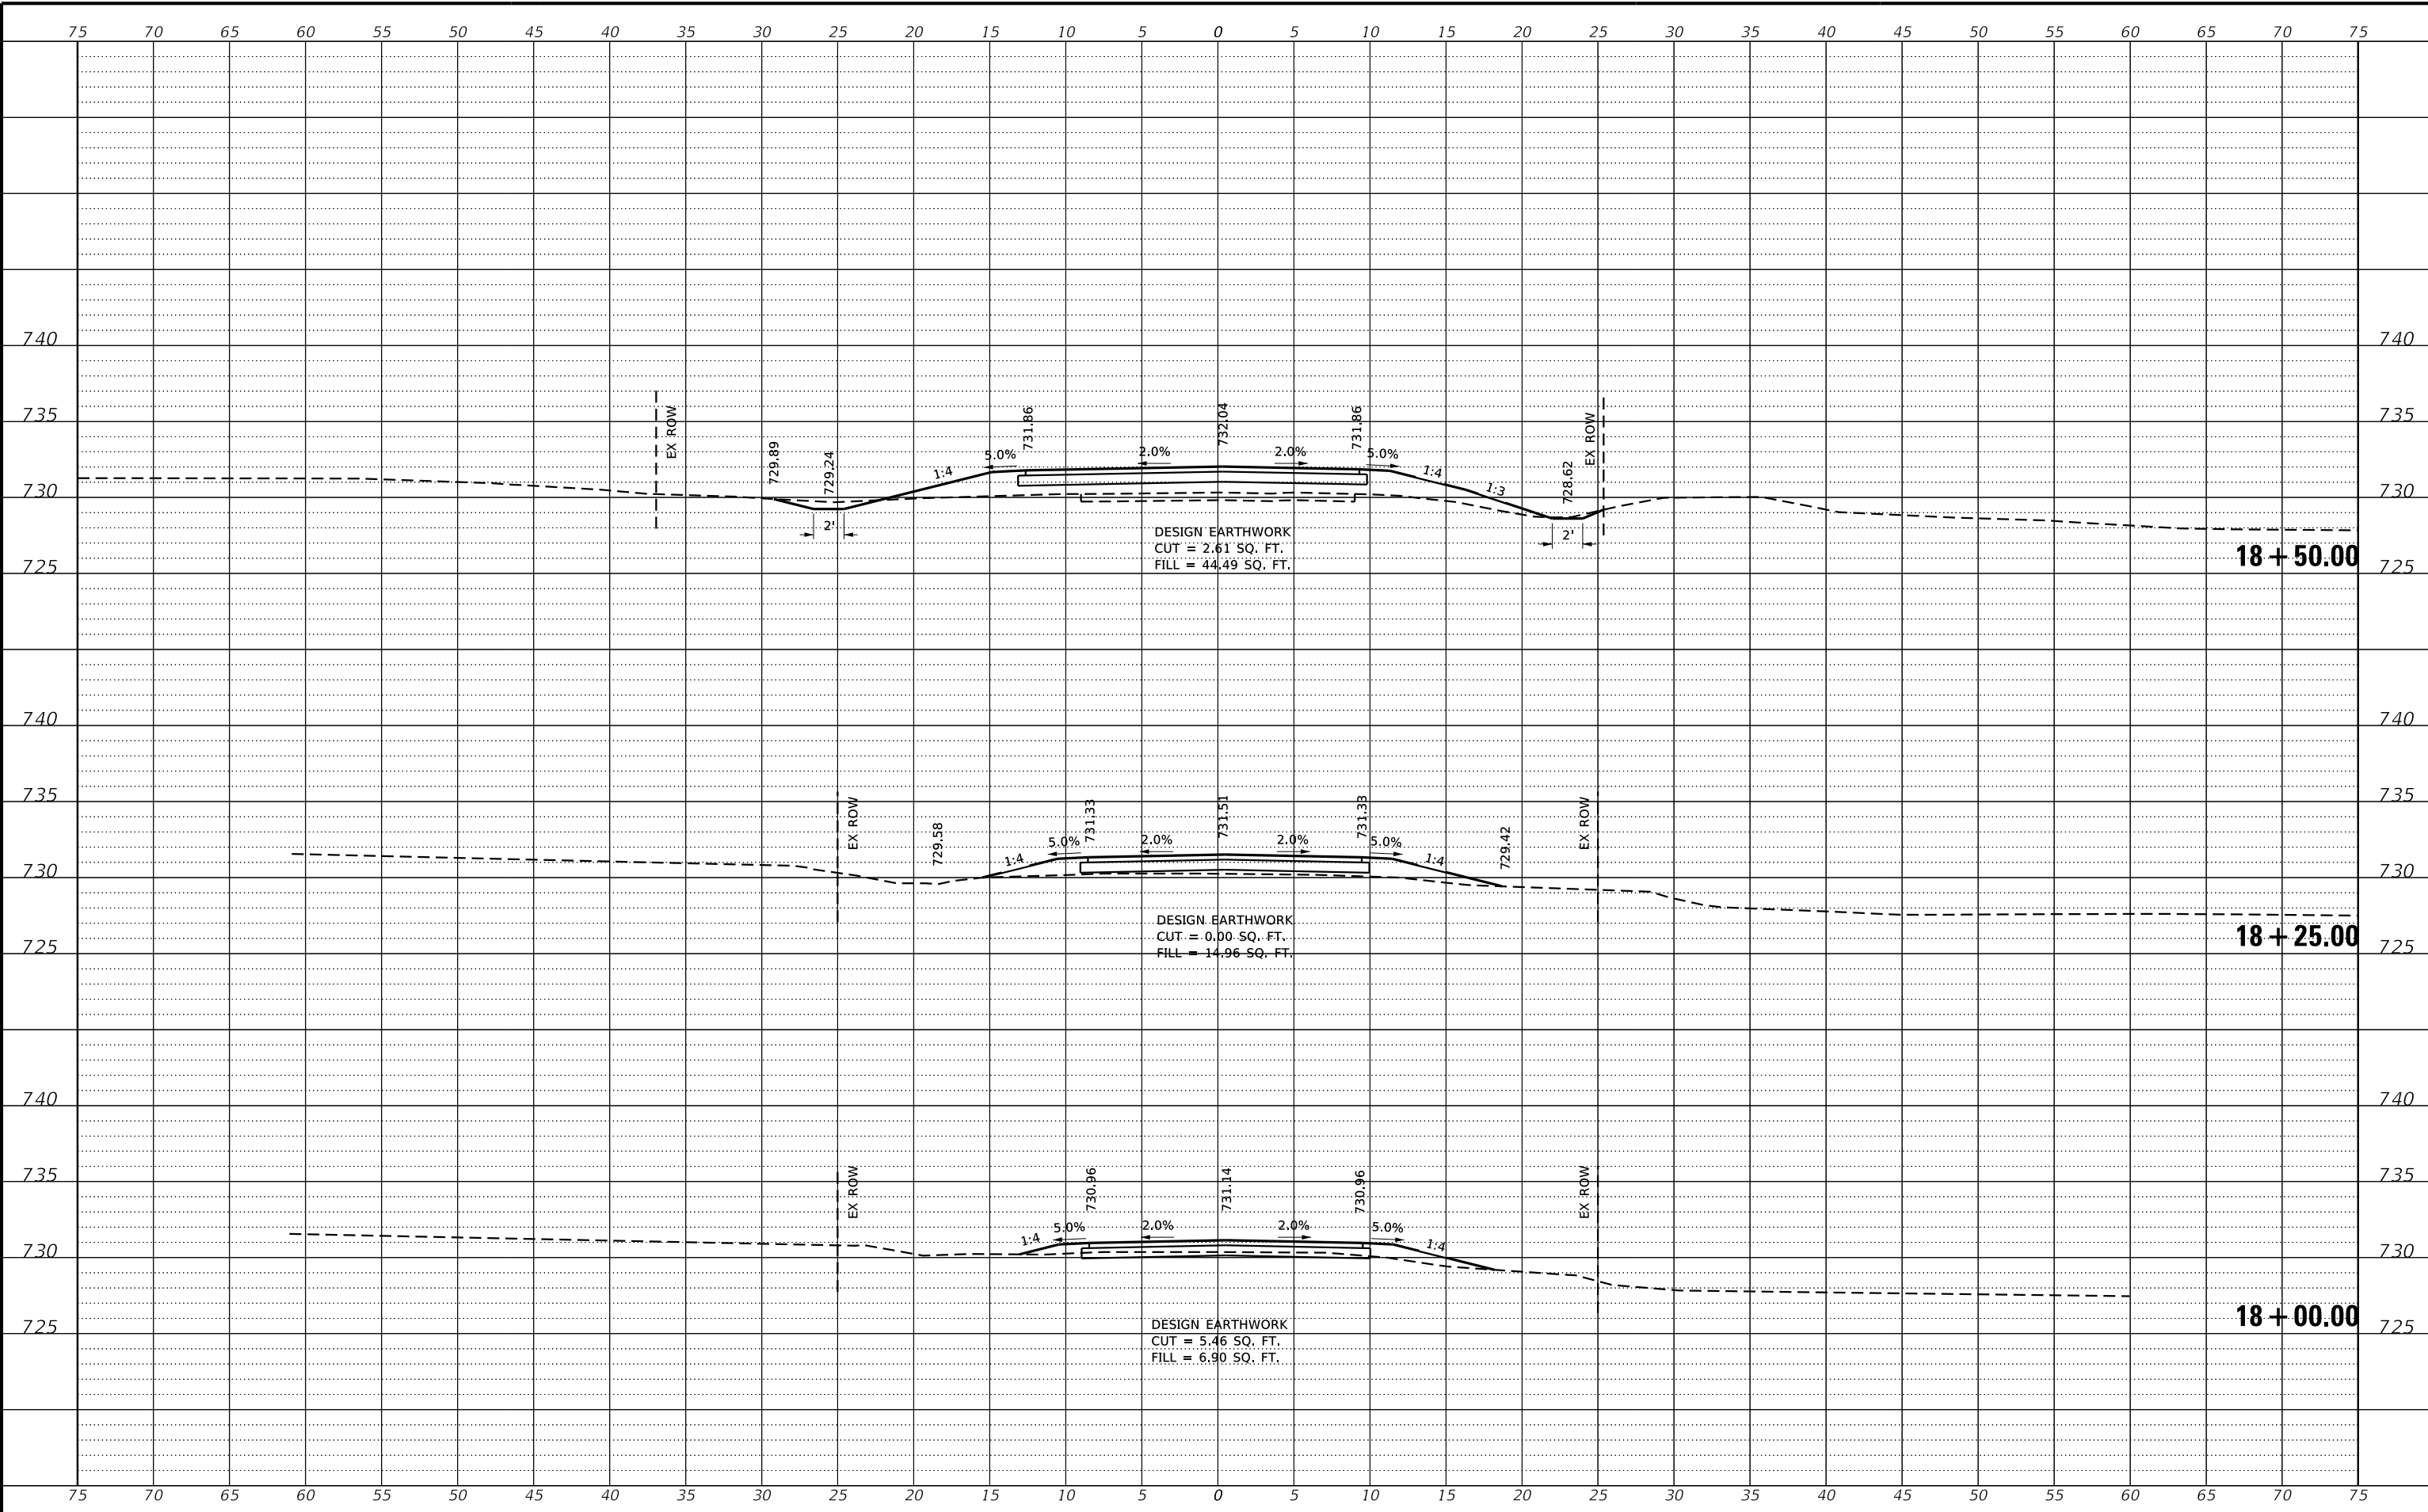 75 70 65 60 55 50 45 40 35 30 25 20 15 10 5 0 5 10 15 20 25 30 35 40 45 50 55 60 65 70 75
740 740
735 735
EX ROW
729.89
729.24
731.86
732.04
731.86
728.62
EX ROW
1:4 5.0% 2.0% 2.0% 5.0% 1:4 1:3
730 730
2' 2'
DESIGN EARTHWORK
CUT = 2.61 SQ. FT.
FILL = 44.49 SQ. FT.
18+50.00
725 725
740 740
735 735
EX ROW
729.58
731.33
731.51
731.33
729.42
EX ROW
1:4 5.0% 2.0% 2.0% 5.0% 1:4
730 730
DESIGN EARTHWORK
CUT = 0.00 SQ. FT.
FILL = 14.96 SQ. FT.
18+25.00
725 725
740 740
735 735
EX ROW
730.96
731.14
730.96
EX ROW
1:4 5.0% 2.0% 2.0% 5.0% 1:4
730 730
DESIGN EARTHWORK
CUT = 5.46 SQ. FT.
FILL = 6.90 SQ. FT.
18+00.00
725 725
75 70 65 60 55 50 45 40 35 30 25 20 15 10 5 0 5 10 15 20 25 30 35 40 45 50 55 60 65 70 75